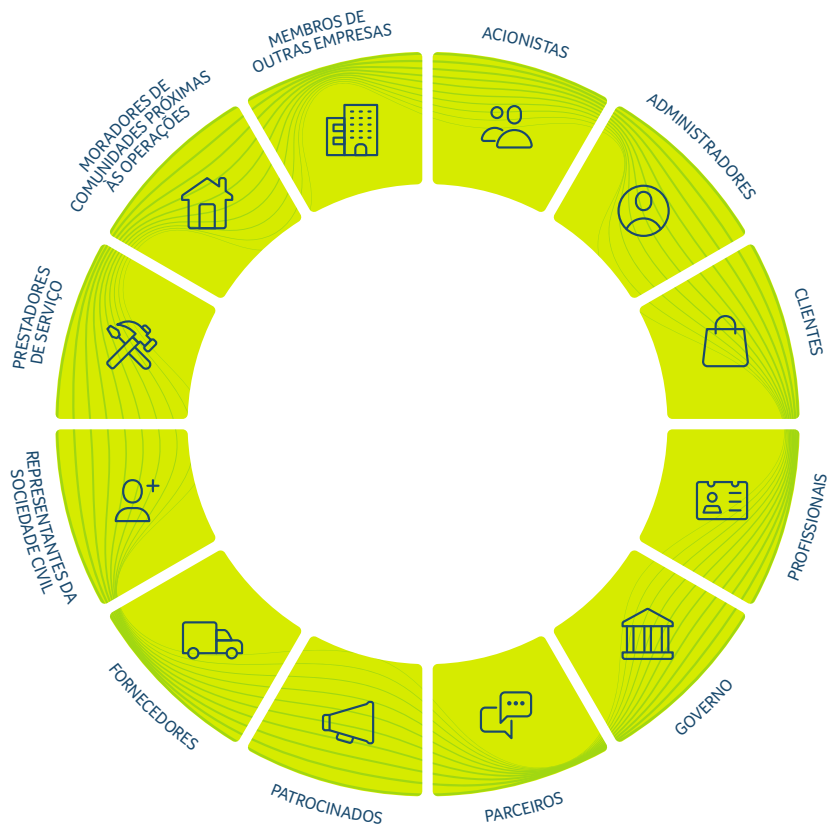 ACIONISTAS
ADMINISTRADORES
CLIENTES
PROFISSIONAIS
GOVERNO
PARCEIROS
PATROCINADOS
FORNECEDORES
REPRESENTANTES DA
SOCIEDADE CIVIL
PRESTADORES
DE SERVIÇO
MORADORES DE
COMUNIDADES PRÓXIMAS
ÀS OPERAÇÕES
MEMBROS DE
OUTRAS EMPRESAS